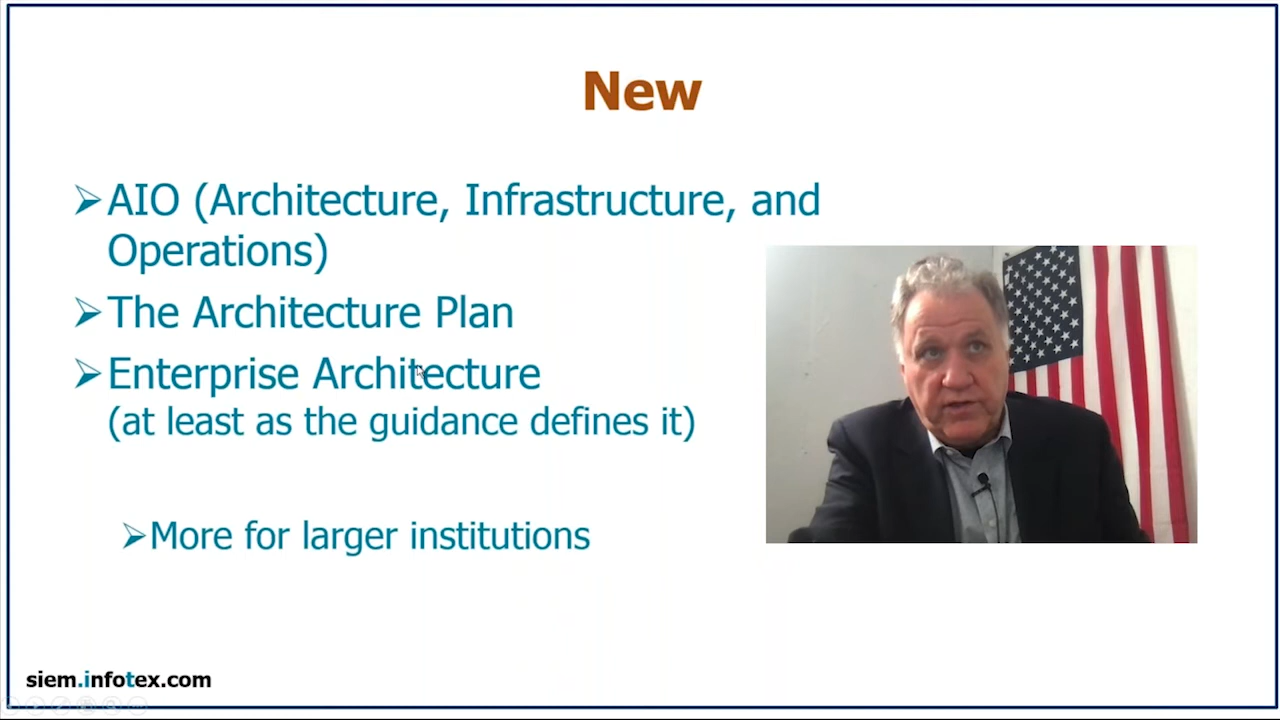 New
AIO (Architecture, Infrastructure, and
Operations)
The Architecture Plan
Enterprise Architecture
(at least as the guidance defines it)
More for larger institutions
siem.infotex.com